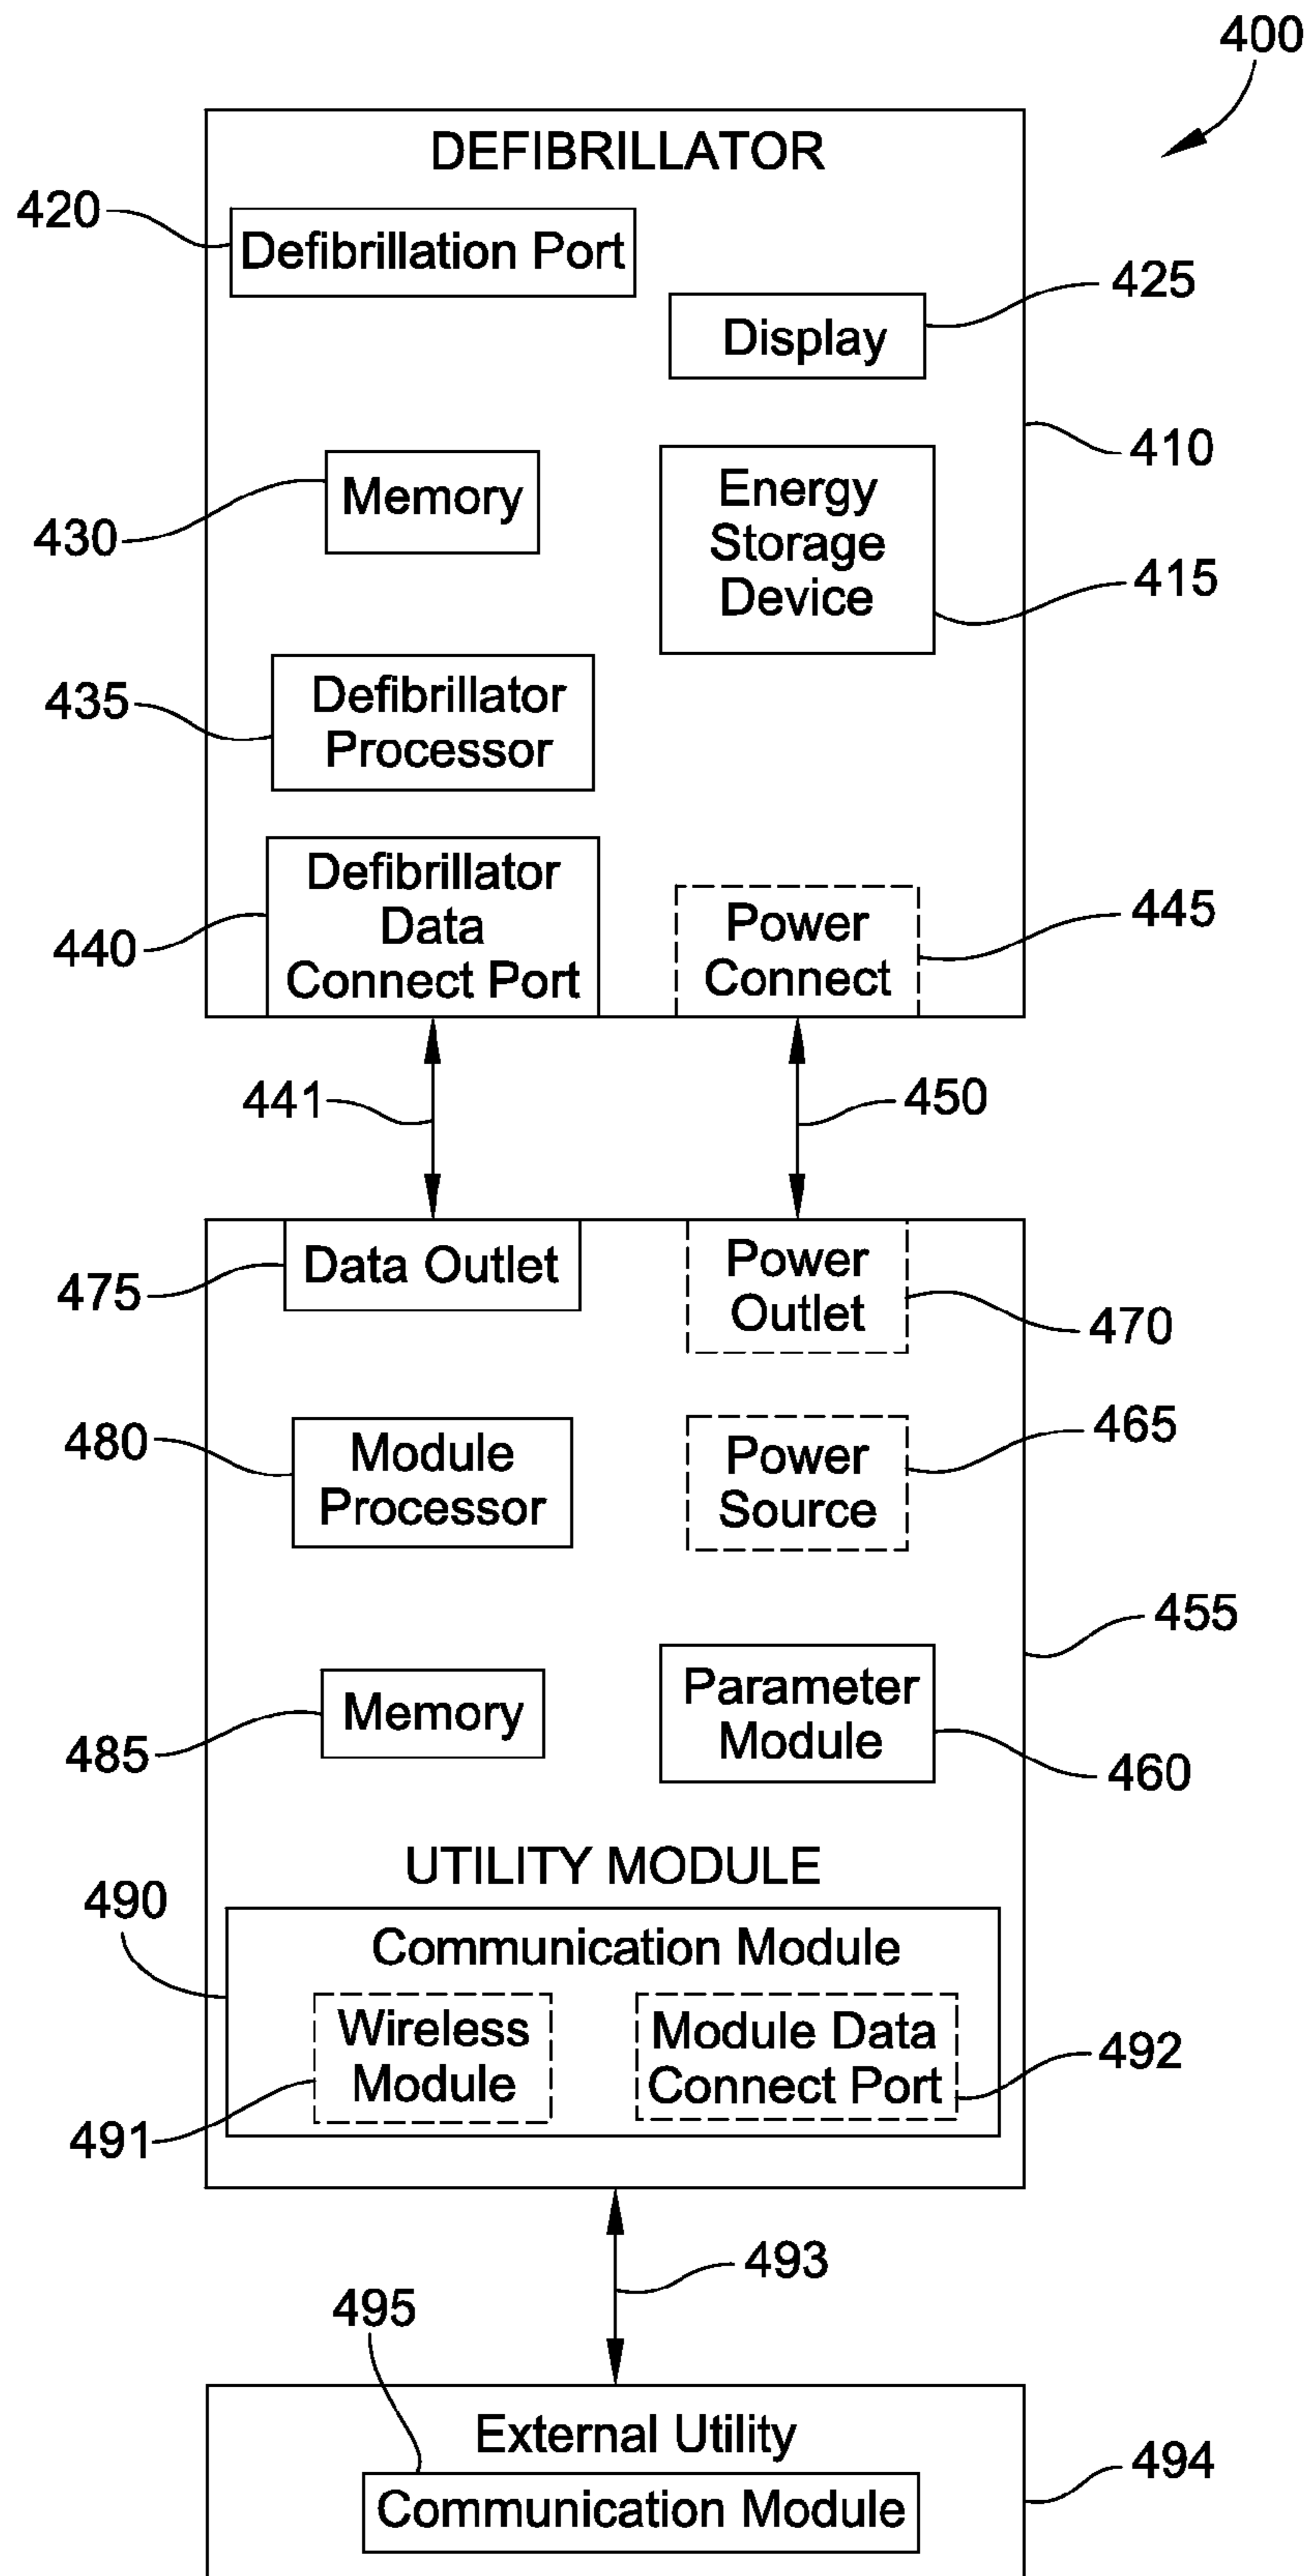 400
DEFIBRILLATOR
420
Defibrillation Port
425
Display
410
430
Memory
Energy
Storage
Device
415
435
Defibrillator
Processor
440
Defibrillator
Data
Connect Port
Power
Connect
445
441
450
475
Data Outlet
Power
Outlet
470
480
Module
Processor
Power
Source
465
455
485
Memory
Parameter
Module
460
UTILITY MODULE
490
Communication Module
Wireless
Module
491
Module Data
Connect Port
492
493
495
External Utility
494
Communication Module